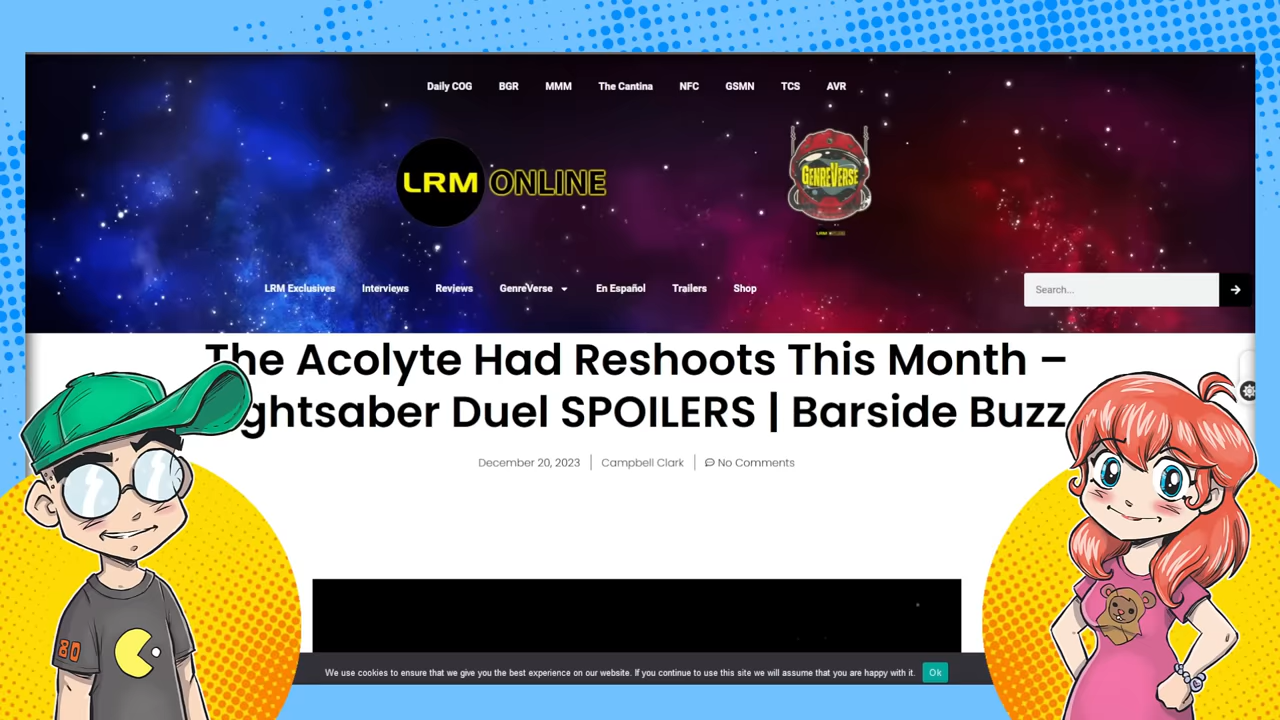 Daily COG BGR MMM The Cantina NFC GSMN TCS AVR
LRM ONLINE
GENREVERSE
LRM Exclusives Interviews Reviews GenreVerse En Español Trailers Shop
Search...
The Acolyte Had Reshoots This Month –
ghtsaber Duel SPOILERS | Barside Buzz
December 20, 2023 | Campbell Clark | No Comments
80
We use cookies to ensure that we give you the best experience on our website. If you continue to use this site we will assume that you are happy with it. Ok